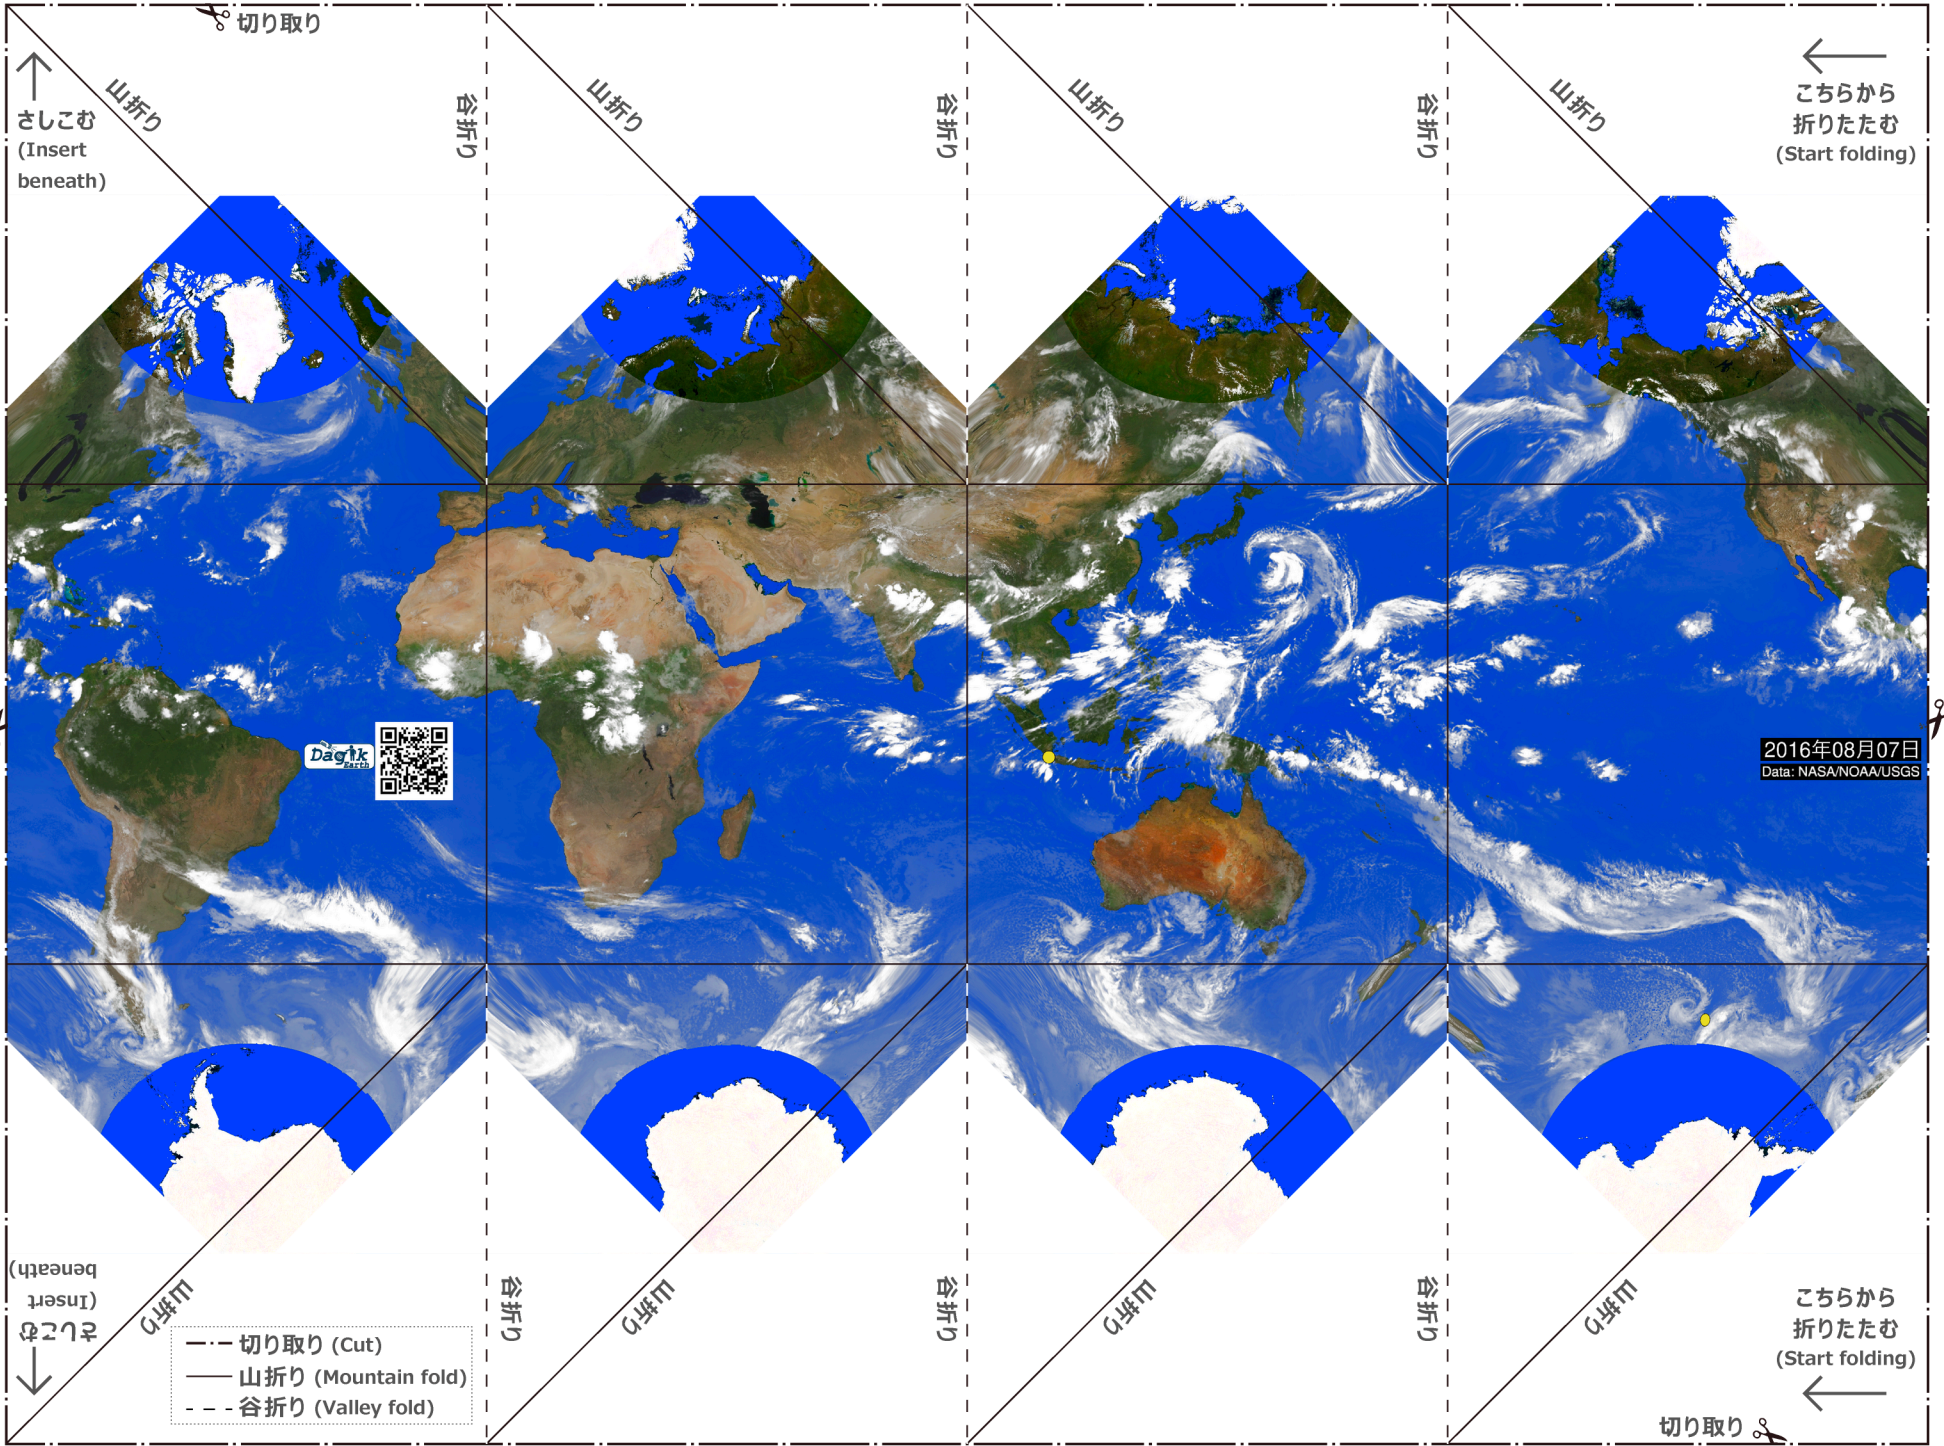 切り取り
山折り
谷折り
山折り
谷折り
山折り
谷折り
山折り
さしこむ
(Insert
beneath)
こちらから
折りたたむ
(Start folding)
Dagik
Earth
2016年08月07日
Data: NASA/NOAA/USGS
さしこむ
(Insert
beneath)
山折り
谷折り
山折り
谷折り
山折り
谷折り
山折り
こちらから
折りたたむ
(Start folding)
切り取り (Cut)
山折り (Mountain fold)
谷折り (Valley fold)
切り取り